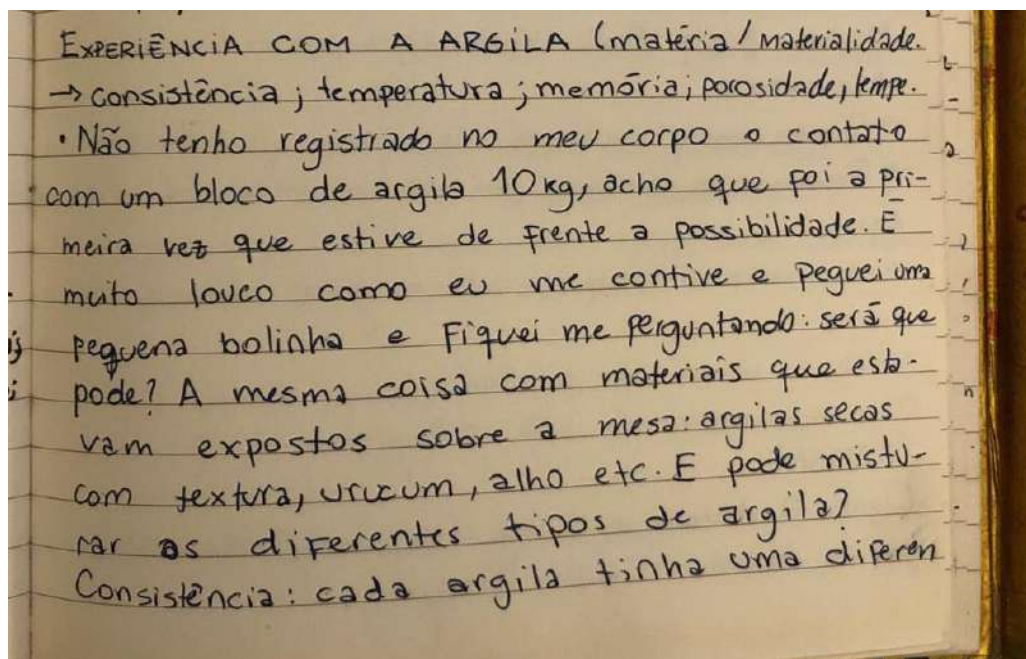 EXPERIÊNCIA COM A ARGILA (matéria/materialidade.
→ consistência; temperatura; memória; porosidade, tempe.
• Não tenho registrado no meu corpo o contato
com um bloco de argila 10kg, acho que foi a pri-
meira vez que estive de frente a possibilidade. É
muito louco como eu me contive e peguei uma
pequena bolinha e Fiquei me perguntando: será que
pode? A mesma coisa com materiais que esta-
vam expostos sobre a mesa: argilas secas
com textura, urucum, alho etc. E pode mistu-
rar as diferentes tipos de argila?
Consistência: cada argila tinha uma diferen